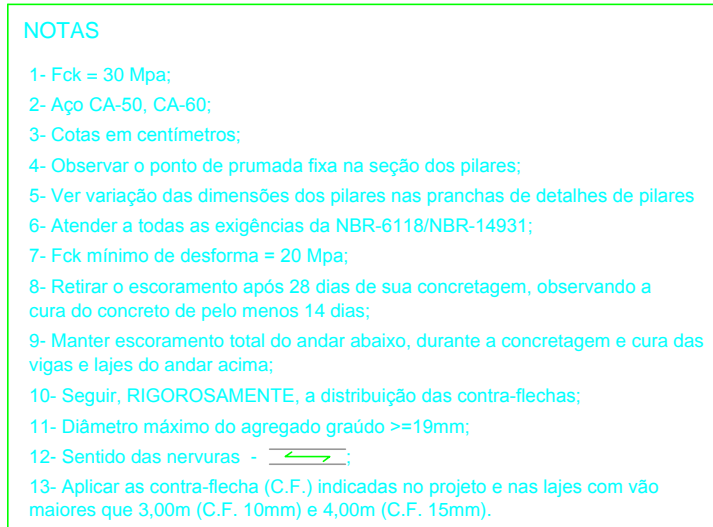 NOTAS
1- Fck = 30 Mpa;
2- Aço CA-50, CA-60;
3- Cotas em centímetros;
4- Observar o ponto de prumada fixa na seção dos pilares;
5- Ver variação das dimensões dos pilares nas pranchas de detalhes de pilares
6- Atender a todas as exigências da NBR-6118/NBR-14931;
7- Fck mínimo de desforma = 20 Mpa;
8- Retirar o escoramento após 28 dias de sua concretagem, observando a
cura do concreto de pelo menos 14 dias;
9- Manter escoramento total do andar abaixo, durante a concretagem e cura das
vigas e lajes do andar acima;
10- Seguir, RIGOROSAMENTE, a distribuição das contra-flechas;
11- Diâmetro máximo do agregado graúdo >=19mm;
12- Sentido das nervuras - ;
13- Aplicar as contra-flecha (C.F.) indicadas no projeto e nas lajes com vão
maiores que 3,00m (C.F. 10mm) e 4,00m (C.F. 15mm).